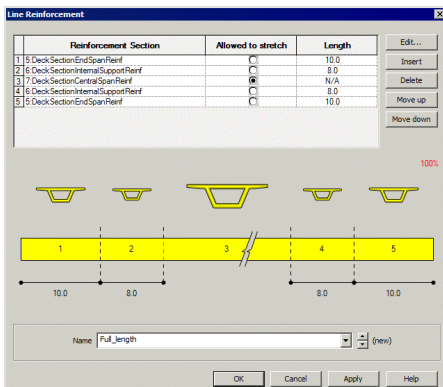 Line Reinforcement
Reinforcement Section Allowed to stretch Length
1 5:DeckSectionEndSpanReinf 10.0
2 6:DeckSectionInternalSupportReinf 8.0
3 7:DeckSectionCentralSpanReinf N/A
4 6:DeckSectionInternalSupportReinf 8.0
5 5:DeckSectionEndSpanReinf 10.0
Edit...
Insert
Delete
Move up
Move down
100%
1 2 3 4 5
10.0 8.0 8.0 10.0
Name Full_length (new)
OK Cancel Apply Help